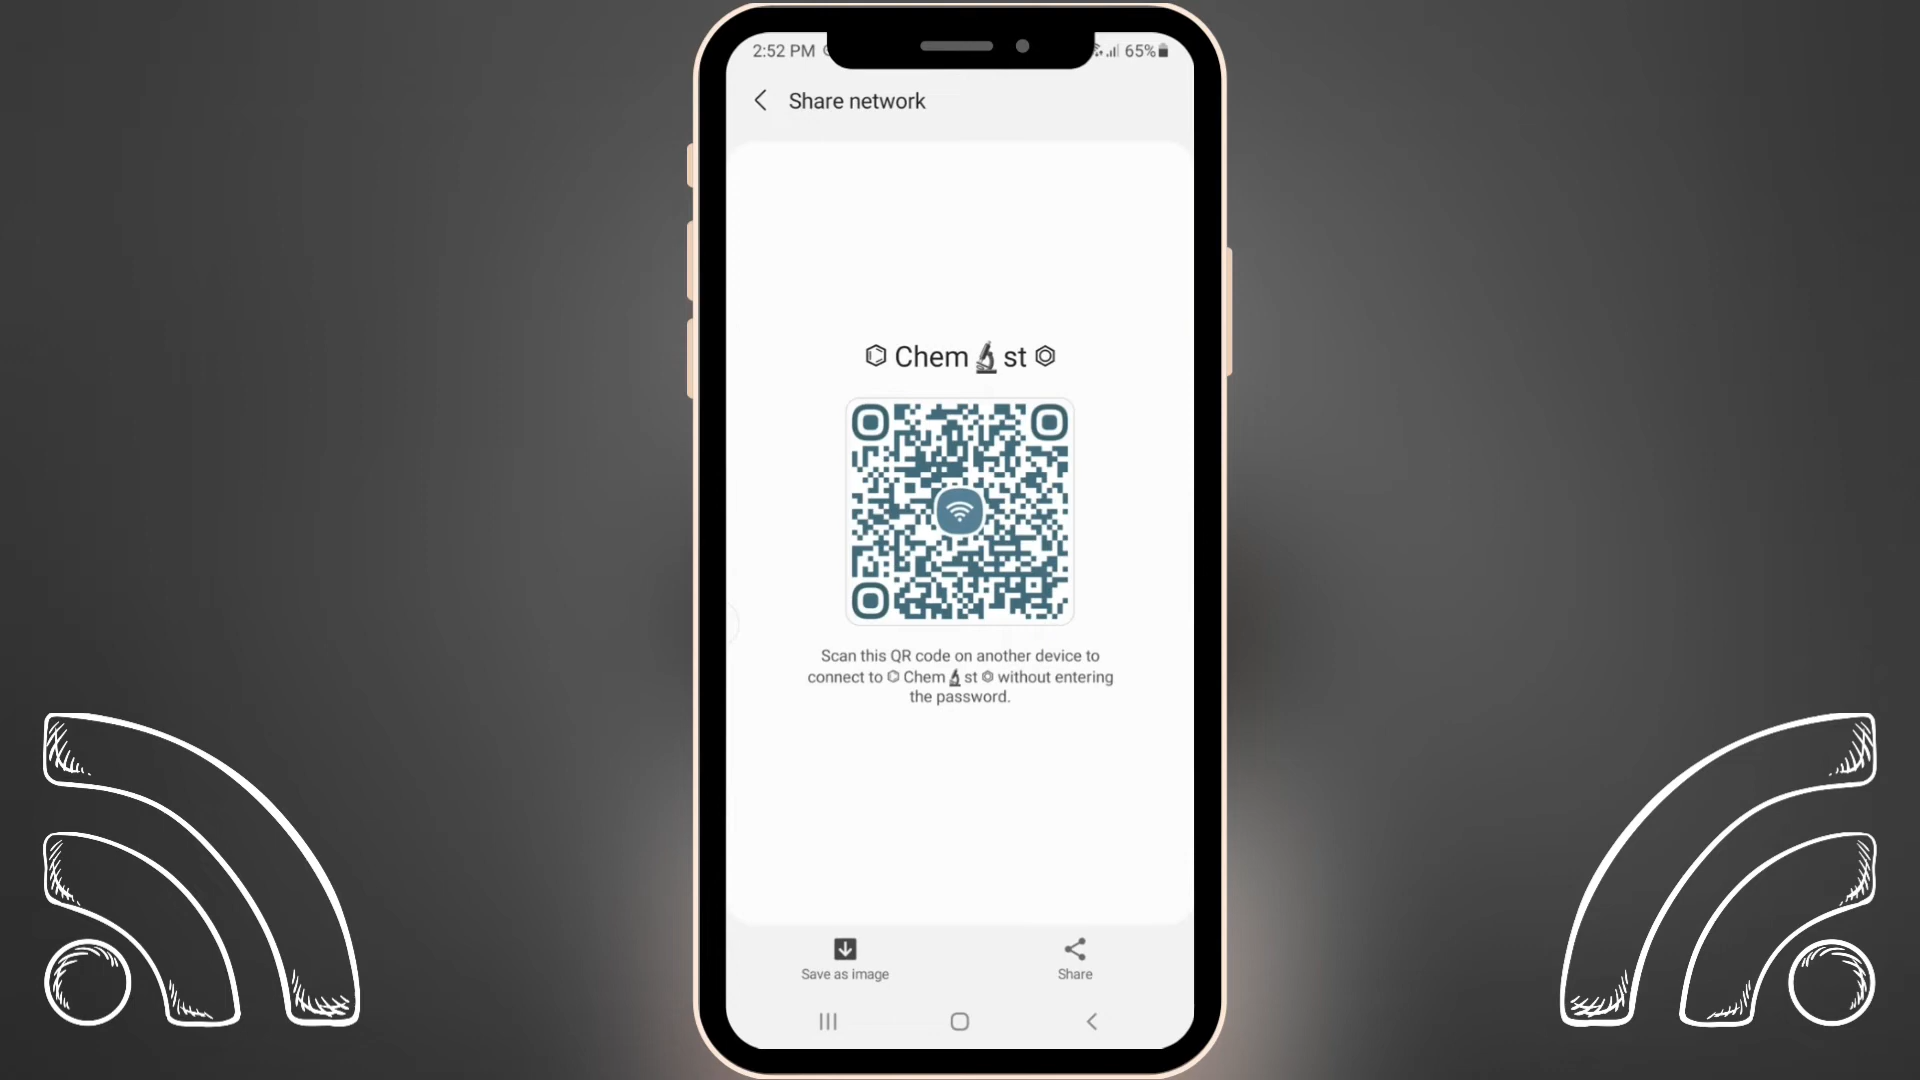 2:52 PM
65%
Share network
⌬ Chem🔬st ⏣
Scan this QR code on another device to
connect to ⌬ Chem🔬st ⏣ without entering
the password.
Save as image
Share